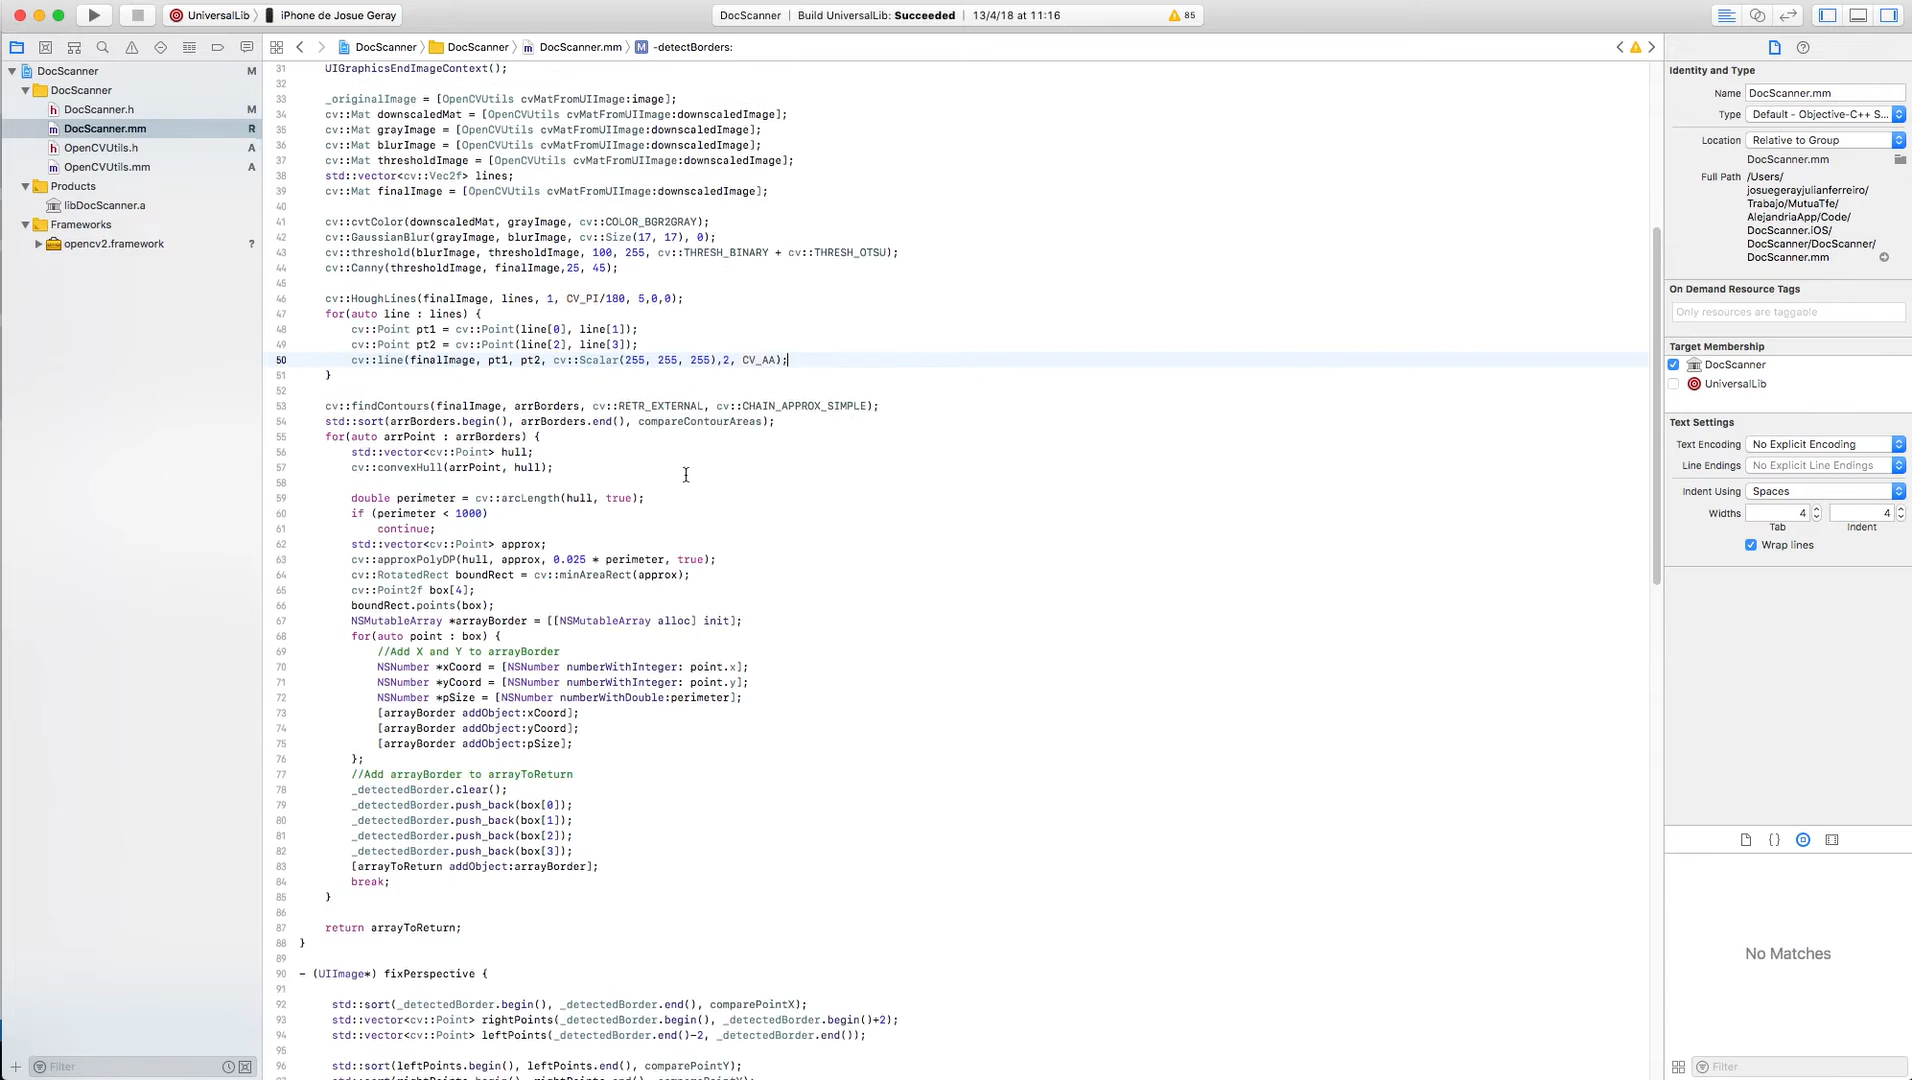 UniversalLib
iPhone de Josue Geray
DocScanner | Build UniversalLib: Succeeded | 13/4/18 at 11:16
85
DocScanner
DocScanner
DocScanner.mm
-detectBorders:
DocScanner M
DocScanner
DocScanner.h M
DocScanner.mm R
OpenCVUtils.h A
OpenCVUtils.mm A
Products
libDocScanner.a
Frameworks
opencv2.framework ?
Filter
31 UIGraphicsEndImageContext();
32
33 _originalImage = [OpenCVUtils cvMatFromUIImage:image];
34 cv::Mat downscaledMat = [OpenCVUtils cvMatFromUIImage:downscaledImage];
35 cv::Mat grayImage = [OpenCVUtils cvMatFromUIImage:downscaledImage];
36 cv::Mat blurImage = [OpenCVUtils cvMatFromUIImage:downscaledImage];
37 cv::Mat thresholdImage = [OpenCVUtils cvMatFromUIImage:downscaledImage];
38 std::vector<cv::Vec2f> lines;
39 cv::Mat finalImage = [OpenCVUtils cvMatFromUIImage:downscaledImage];
40
41 cv::cvtColor(downscaledMat, grayImage, cv::COLOR_BGR2GRAY);
42 cv::GaussianBlur(grayImage, blurImage, cv::Size(17, 17), 0);
43 cv::threshold(blurImage, thresholdImage, 100, 255, cv::THRESH_BINARY + cv::THRESH_OTSU);
44 cv::Canny(thresholdImage, finalImage,25, 45);
45
46 cv::HoughLines(finalImage, lines, 1, CV_PI/180, 5,0,0);
47 for(auto line : lines) {
48 cv::Point pt1 = cv::Point(line[0], line[1]);
49 cv::Point pt2 = cv::Point(line[2], line[3]);
50 cv::line(finalImage, pt1, pt2, cv::Scalar(255, 255, 255),2, CV_AA);
51 }
52
53 cv::findContours(finalImage, arrBorders, cv::RETR_EXTERNAL, cv::CHAIN_APPROX_SIMPLE);
54 std::sort(arrBorders.begin(), arrBorders.end(), compareContourAreas);
55 for(auto arrPoint : arrBorders) {
56 std::vector<cv::Point> hull;
57 cv::convexHull(arrPoint, hull);
58
59 double perimeter = cv::arcLength(hull, true);
60 if (perimeter < 1000)
61 continue;
62 std::vector<cv::Point> approx;
63 cv::approxPolyDP(hull, approx, 0.025 * perimeter, true);
64 cv::RotatedRect boundRect = cv::minAreaRect(approx);
65 cv::Point2f box[4];
66 boundRect.points(box);
67 NSMutableArray *arrayBorder = [[NSMutableArray alloc] init];
68 for(auto point : box) {
69 //Add X and Y to arrayBorder
70 NSNumber *xCoord = [NSNumber numberWithInteger: point.x];
71 NSNumber *yCoord = [NSNumber numberWithInteger: point.y];
72 NSNumber *pSize = [NSNumber numberWithDouble:perimeter];
73 [arrayBorder addObject:xCoord];
74 [arrayBorder addObject:yCoord];
75 [arrayBorder addObject:pSize];
76 };
77 //Add arrayBorder to arrayToReturn
78 _detectedBorder.clear();
79 _detectedBorder.push_back(box[0]);
80 _detectedBorder.push_back(box[1]);
81 _detectedBorder.push_back(box[2]);
82 _detectedBorder.push_back(box[3]);
83 [arrayToReturn addObject:arrayBorder];
84 break;
85 }
86
87 return arrayToReturn;
88 }
89
90 - (UIImage*) fixPerspective {
91
92 std::sort(_detectedBorder.begin(), _detectedBorder.end(), comparePointX);
93 std::vector<cv::Point> rightPoints(_detectedBorder.begin(), _detectedBorder.begin()+2);
94 std::vector<cv::Point> leftPoints(_detectedBorder.end()-2, _detectedBorder.end());
95
96 std::sort(leftPoints.begin(), leftPoints.end(), comparePointY);
Identity and Type
Name DocScanner.mm
Type Default - Objective-C++ S...
Location Relative to Group
DocScanner.mm
Full Path /Users/
josuegerayjulianferreiro/
Trabajo/MutuaTfe/
AlejandriaApp/Code/
DocScanner.iOS/
DocScanner/DocScanner/
DocScanner.mm
On Demand Resource Tags
Only resources are taggable
Target Membership
DocScanner
UniversalLib
Text Settings
Text Encoding No Explicit Encoding
Line Endings No Explicit Line Endings
Indent Using Spaces
Widths 4 4
Tab Indent
Wrap lines
No Matches
Filter